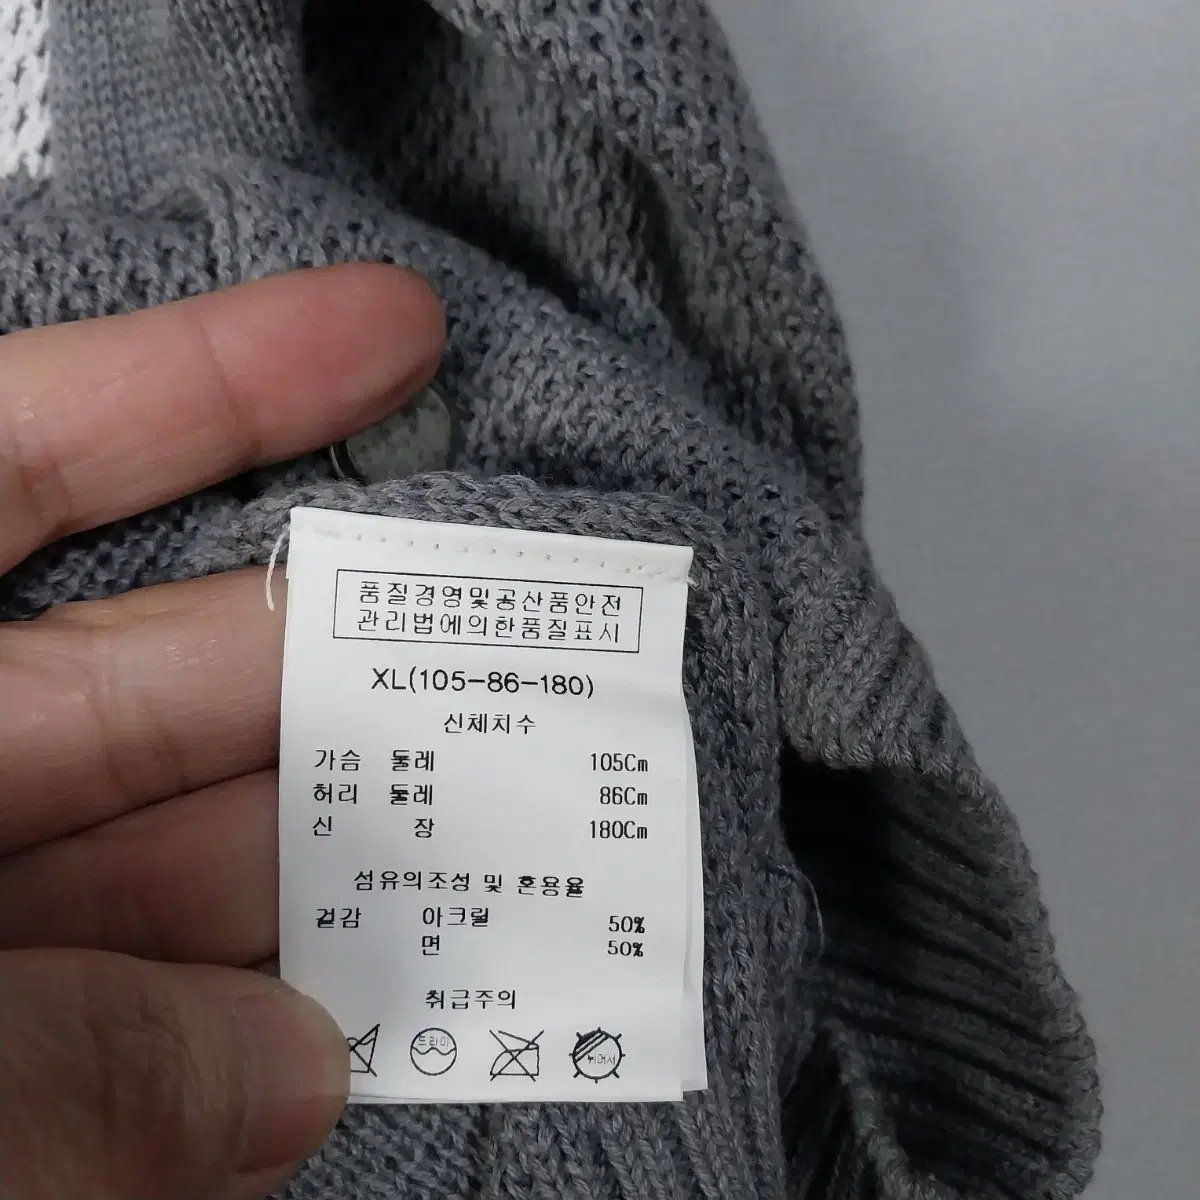 품질경영및공산품안전
관리법에의한품질표시
XL(105-86-180)
신체치수
가슴 둘레 105Cm
허리 둘레 86Cm
신 장 180Cm
섬유의조성 및 혼용율
겉감 아크릴 50%
면 50%
취급주의
드라이
뉘어서